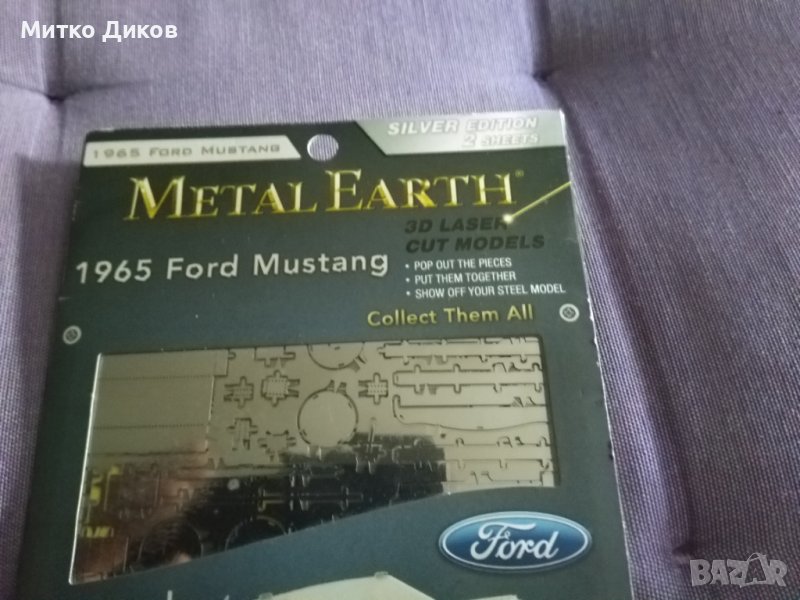 Митко Диков
1965 FORD MUSTANG
SILVER EDITION
2 SHEETS
METAL EARTH®
3D LASER
CUT MODELS
1965 Ford Mustang
• POP OUT THE PIECES
• PUT THEM TOGETHER
• SHOW OFF YOUR STEEL MODEL
Collect Them All
Ford
BAZAR